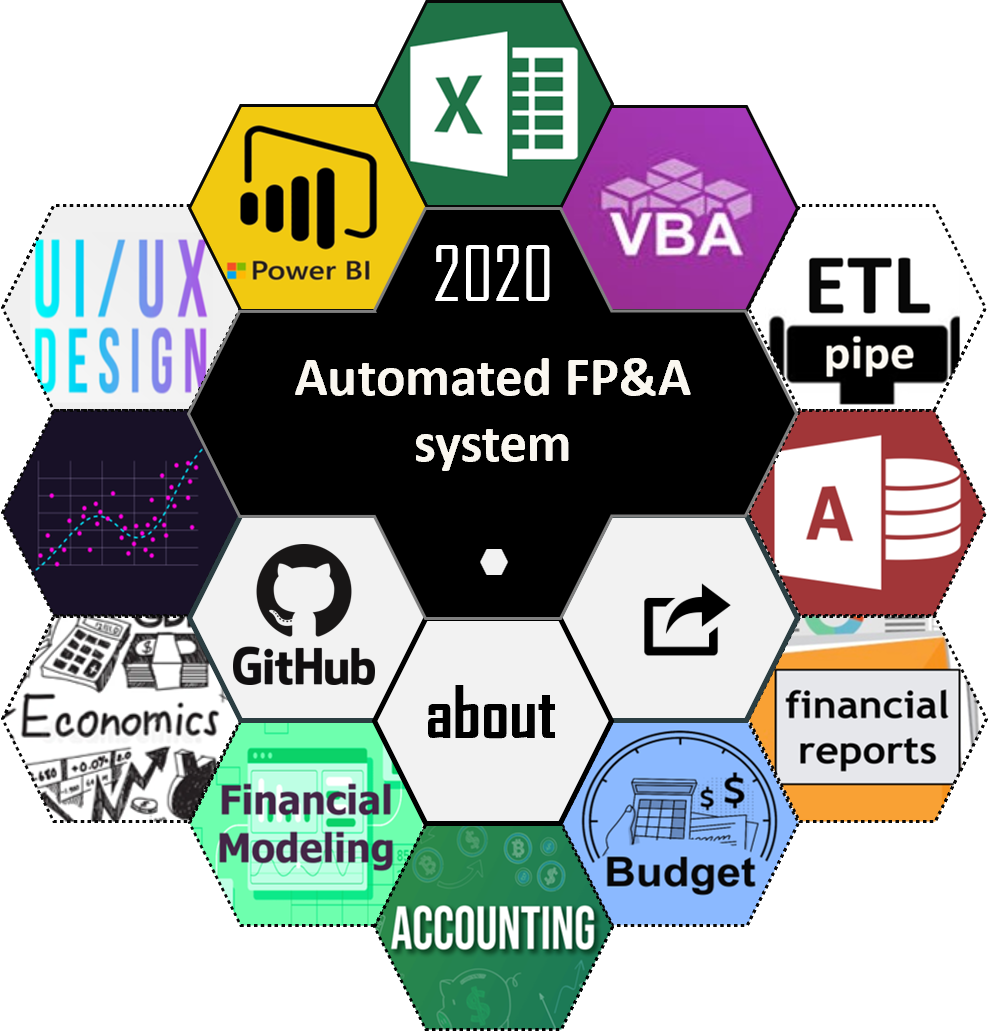 X
Power BI
VBA
2020
UI/UX
DESIGN
ETL
pipe
Automated FP&A
system
A
GitHub
Economics
about
financial
reports
Financial
Modeling
Budget
$ $
ACCOUNTING